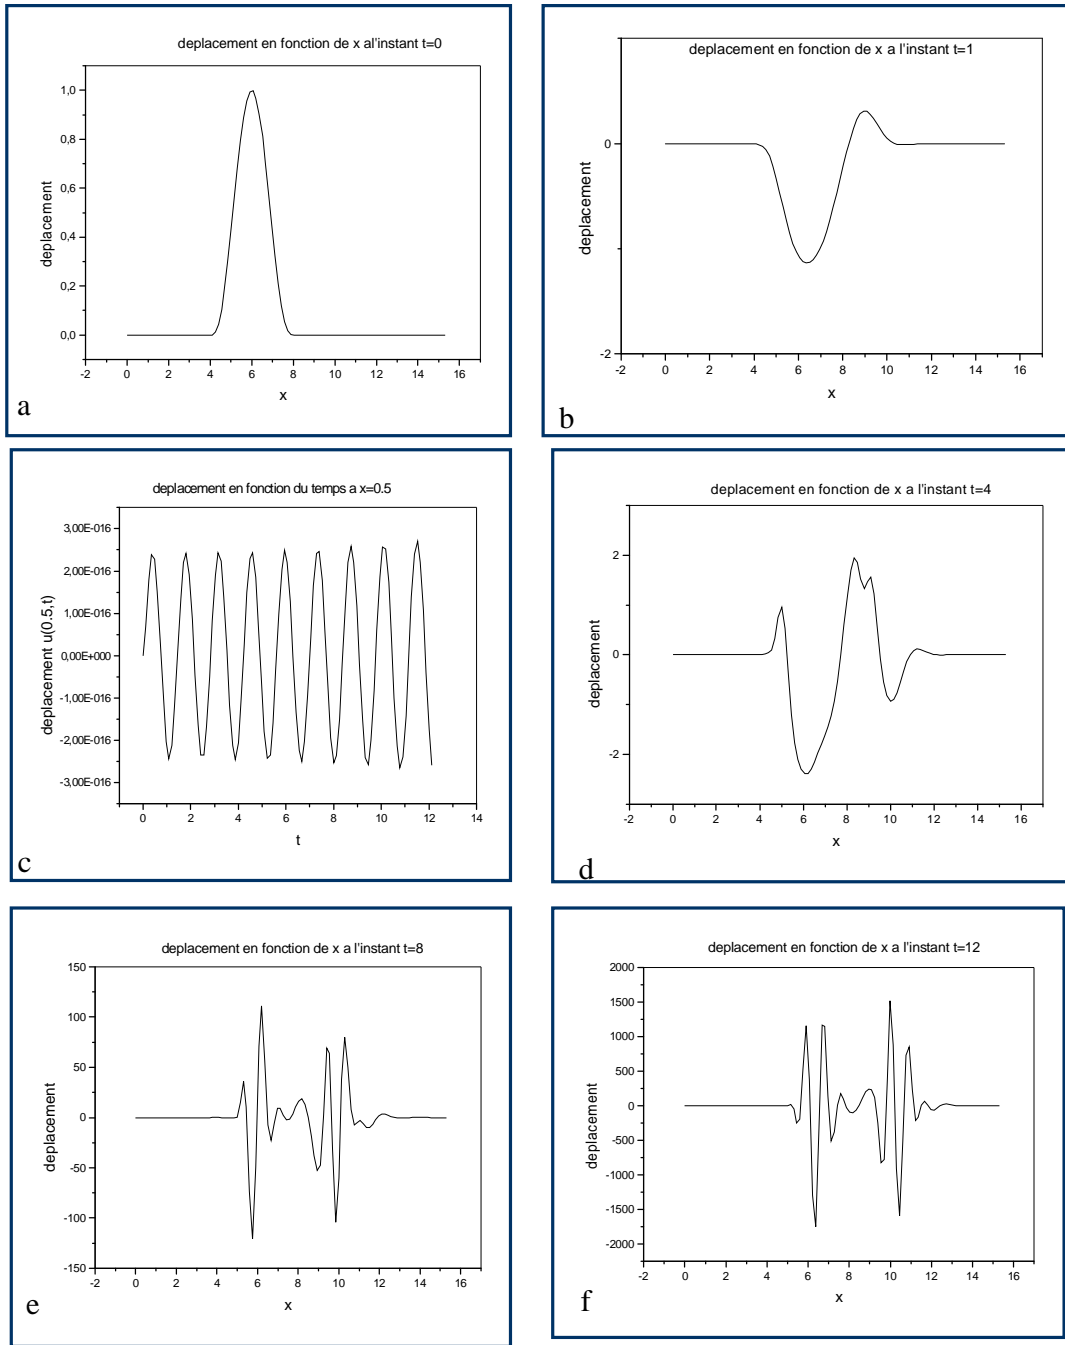 deplacement en fonction de x al'instant t=0
1,0
0,8
0,6
0,4
0,2
0,0
deplacement
-2 0 2 4 6 8 10 12 14 16
x
a
deplacement en fonction de x a l'instant t=1
0
-2
deplacement
-2 0 2 4 6 8 10 12 14 16
x
b
deplacement en fonction du temps a x=0.5
3,00E-016
2,00E-016
1,00E-016
0,00E+000
-1,00E-016
-2,00E-016
-3,00E-016
deplacement u(0.5,t)
0 2 4 6 8 10 12 14
t
c
deplacement en fonction de x a l'instant t=4
2
0
-2
deplacement
-2 0 2 4 6 8 10 12 14 16
x
d
deplacement en fonction de x a l'instant t=8
150
100
50
0
-50
-100
-150
deplacement
-2 0 2 4 6 8 10 12 14 16
x
e
deplacement en fonction de x a l'instant t=12
2000
1500
1000
500
0
-500
-1000
-1500
-2000
deplacement
-2 0 2 4 6 8 10 12 14 16
x
f